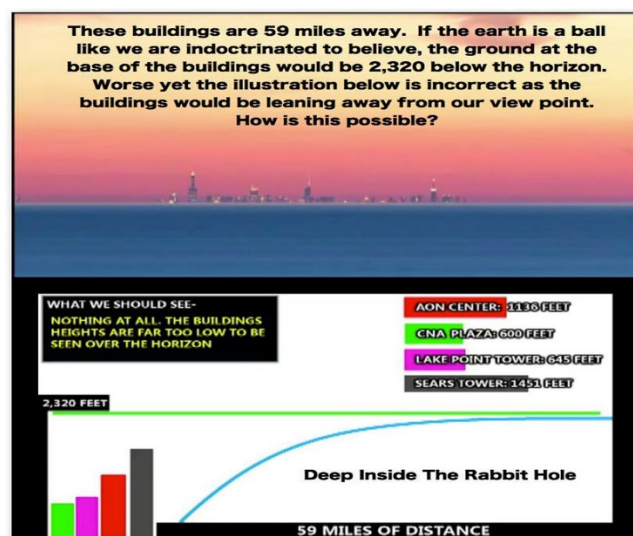 These buildings are 59 miles away.  If the earth is a ball
like we are indoctrinated to believe, the ground at the
base of the buildings would be 2,320 below the horizon.
Worse yet the illustration below is incorrect as the
buildings would be leaning away from our view point.
How is this possible?
WHAT WE SHOULD SEE-
NOTHING AT ALL. THE BUILDINGS
HEIGHTS ARE FAR TOO LOW TO BE
SEEN OVER THE HORIZON
AON CENTER: 1136 FEET
CNA PLAZA: 600 FEET
LAKE POINT TOWER: 645 FEET
SEARS TOWER: 1451 FEET
2,320 FEET
Deep Inside The Rabbit Hole
59 MILES OF DISTANCE